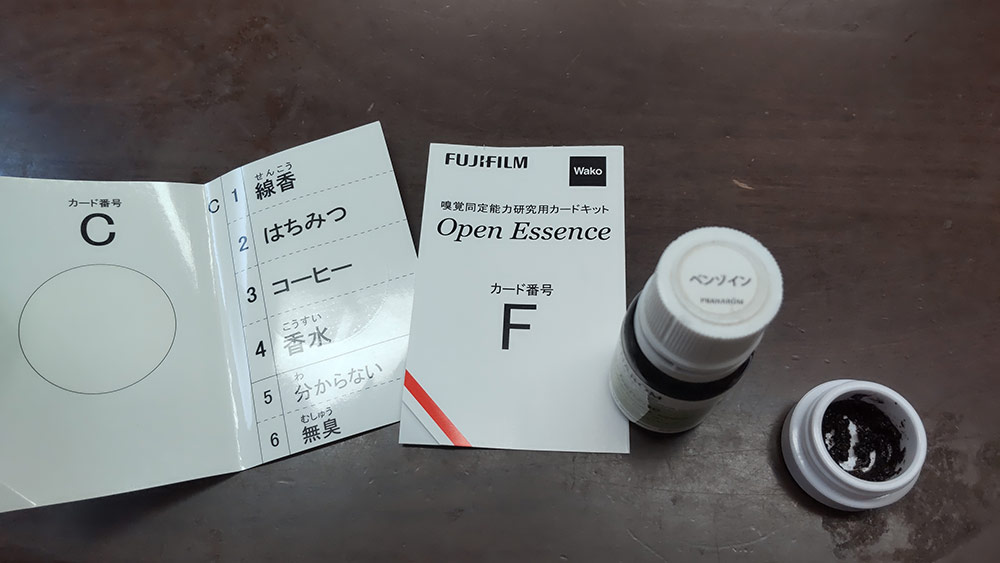 カード番号
C
C
1 せんこう
線香
2 はちみつ
3 コーヒー
4 こうすい
香水
5 わ
分からない
6 むしゅう
無臭
FUJIFILM
Wako
嗅覚同定能力研究用カードキット
Open Essence
カード番号
F
ベンゾイン
PRANAROM